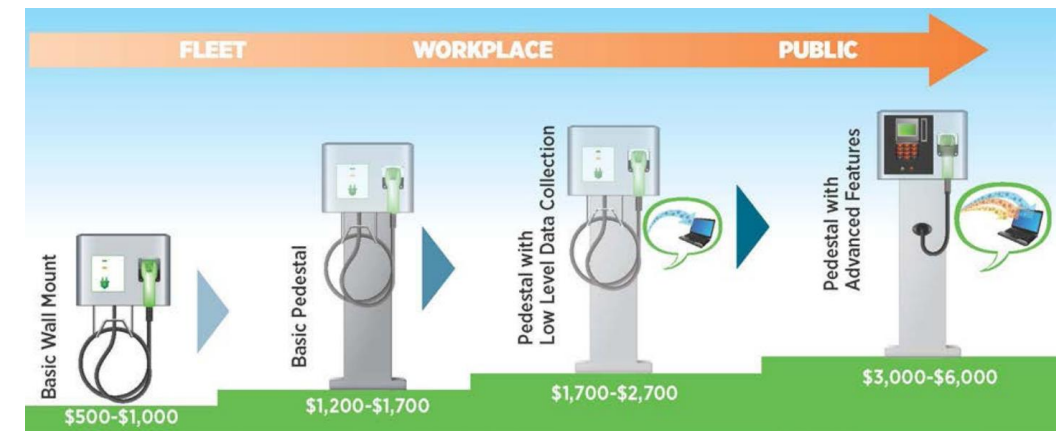 FLEET WORKPLACE PUBLIC
Basic Wall Mount
$500-$1,000
Basic Pedestal
$1,200-$1,700
Pedestal with
Low Level Data Collection
$1,700-$2,700
Pedestal with
Advanced Features
$3,000-$6,000